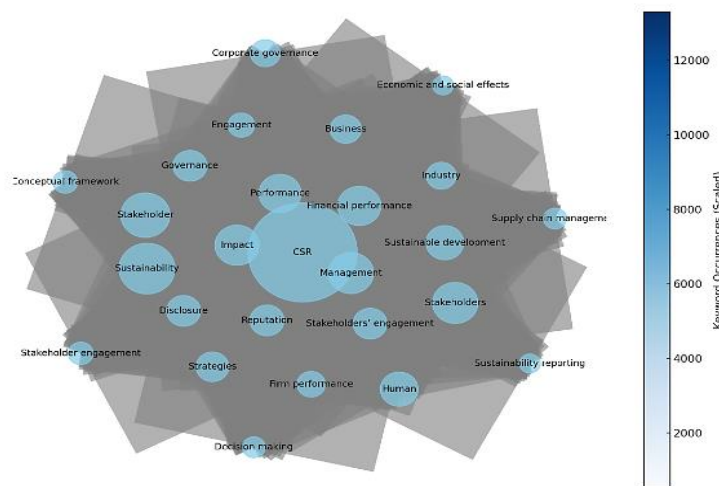 Corporate governance
Economic and social effects
12000
Engagement
Business
10000
Governance
Industry
Conceptual framework
Performance
Financial performance
8000
Stakeholder
Supply chain manageme
Impact
CSR
Sustainable development
Sustainability
Management
6000
Disclosure
Reputation
Stakeholders' engagement
Stakeholders
Stakeholder engagement
Strategies
Sustainability reporting
4000
Firm performance
Human
Decision making
2000
Keyword Occurrences (Scaled)